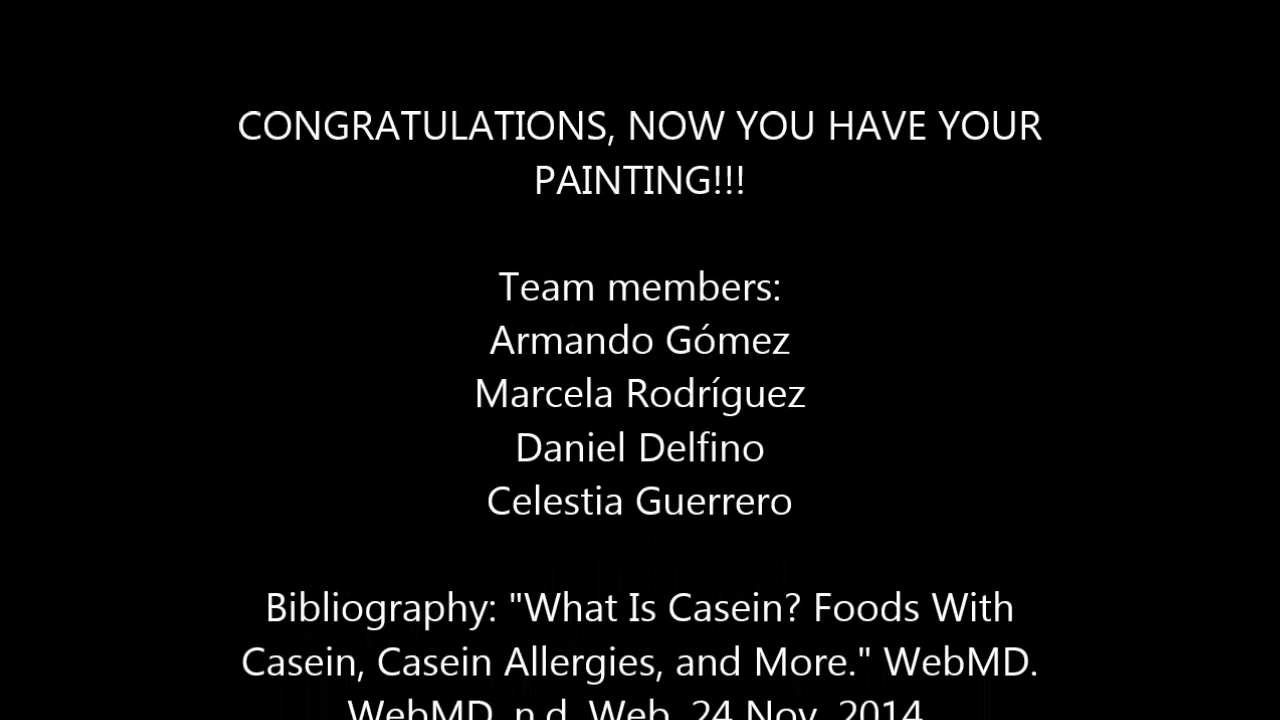 CONGRATULATIONS, NOW YOU HAVE YOUR
PAINTING!!!
Team members:
Armando Gómez
Marcela Rodríguez
Daniel Delfino
Celestia Guerrero
Bibliography: "What Is Casein? Foods With
Casein, Casein Allergies, and More." WebMD.
WebMD, n.d. Web. 24 Nov. 2014